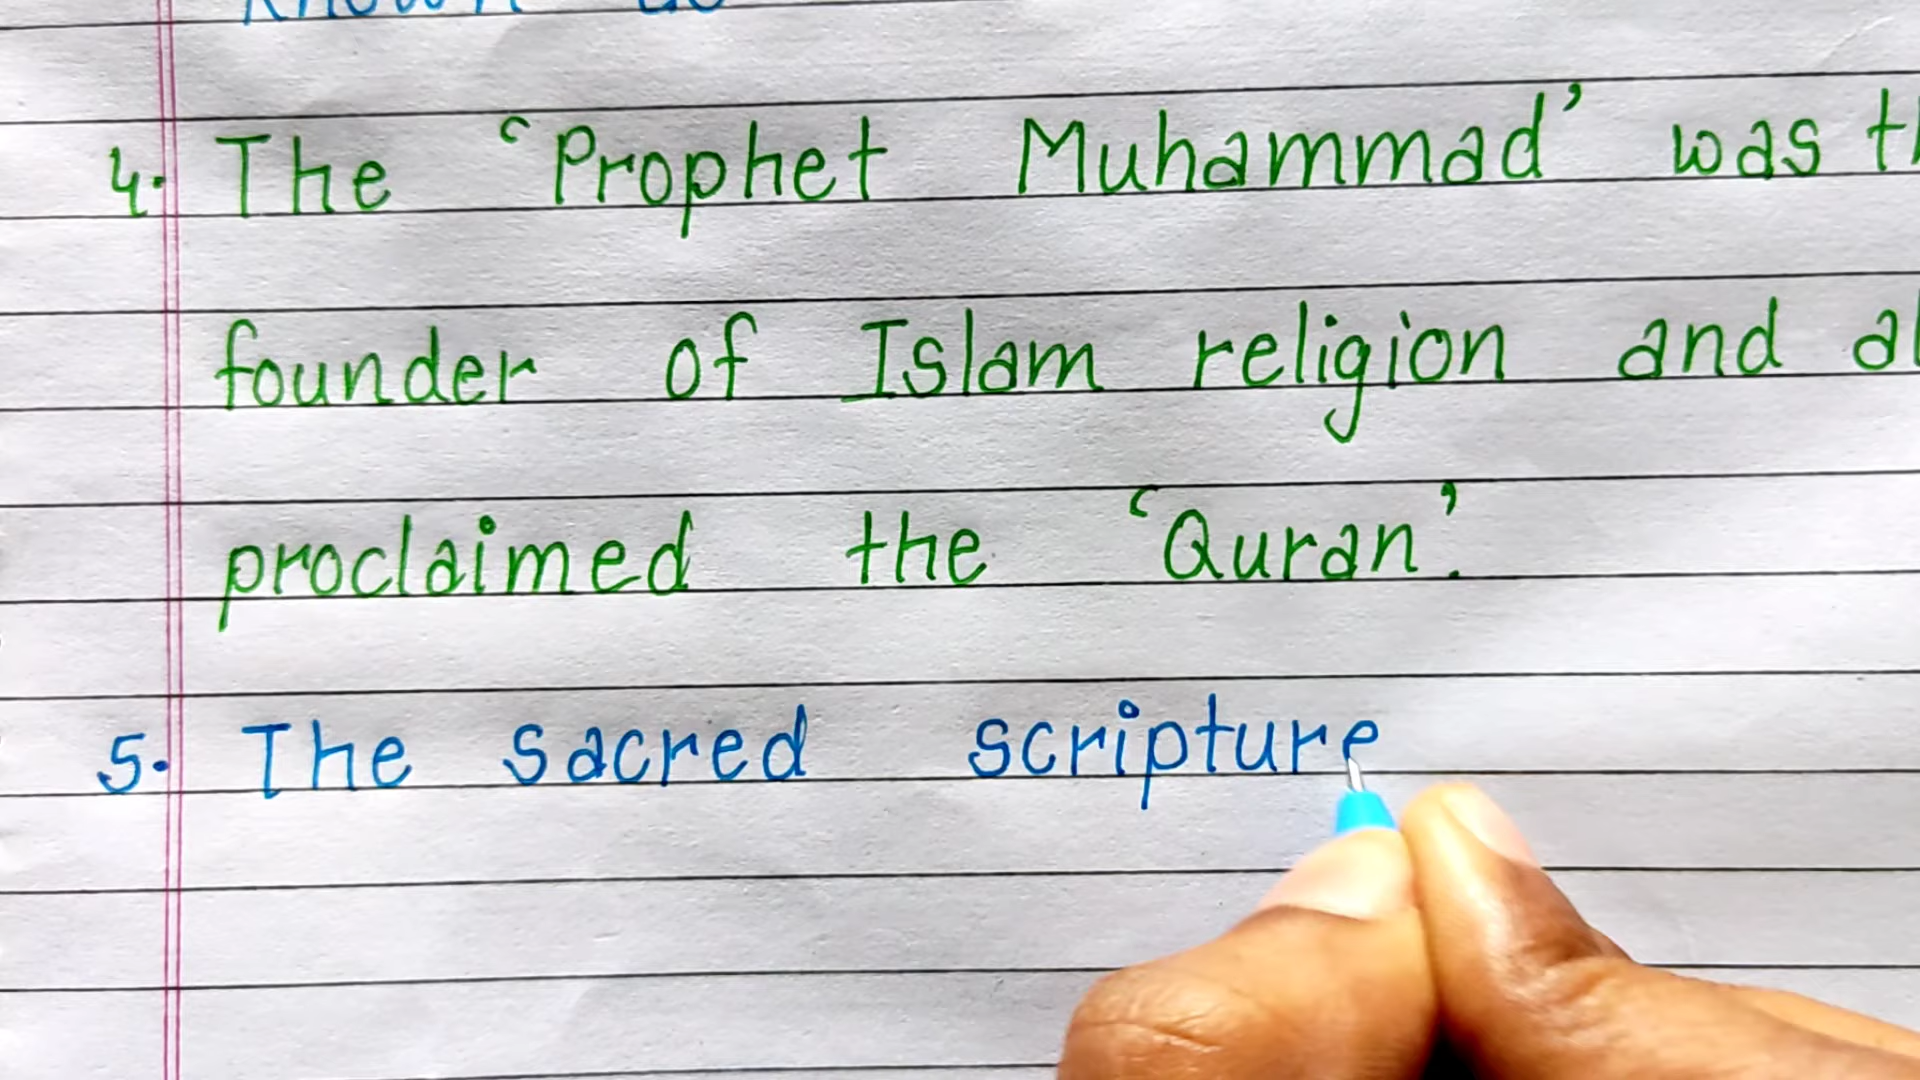 4. The ‘Prophet Muhammad’ was
founder of Islam religion and
proclaimed the ‘Quran’.
5. The sacred scripture